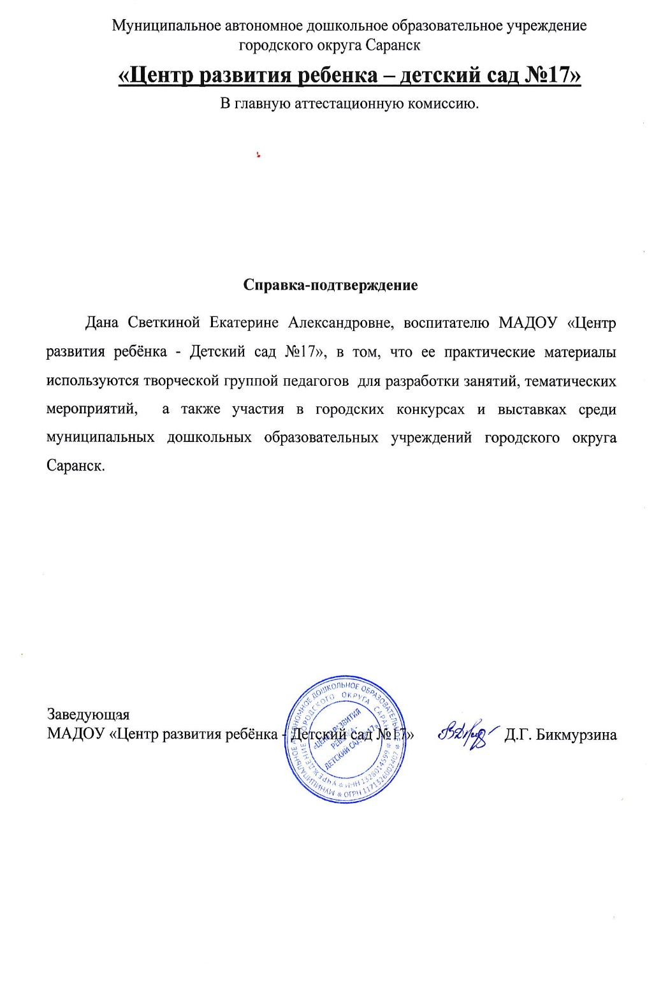 Муниципальное автономное дошкольное образовательное учреждение
городского округа Саранск
«Центр развития ребенка – детский сад №17»
В главную аттестационную комиссию.
Справка-подтверждение
Дана Светкиной Екатерине Александровне, воспитателю МАДОУ «Центр
развития ребёнка - Детский сад №17», в том, что ее практические материалы
используются творческой группой педагогов для разработки занятий, тематических
мероприятий, а также участия в городских конкурсах и выставках среди
муниципальных дошкольных образовательных учреждений городского округа
Саранск.
Заведующая
МАДОУ «Центр развития ребёнка - Детский сад №17» Д.Г. Бикмурзина
МУНИЦИПАЛЬНОЕ АВТОНОМНОЕ ДОШКОЛЬНОЕ ОБРАЗОВАТЕЛЬНОЕ * ОГРН 1171326002407 *
УЧРЕЖДЕНИЕ ГОРОДСКОГО ОКРУГА САРАНСК * ИНН 1328014599 *
«ЦЕНТР РАЗВИТИЯ
РЕБЕНКА -
ДЕТСКИЙ САД №17»